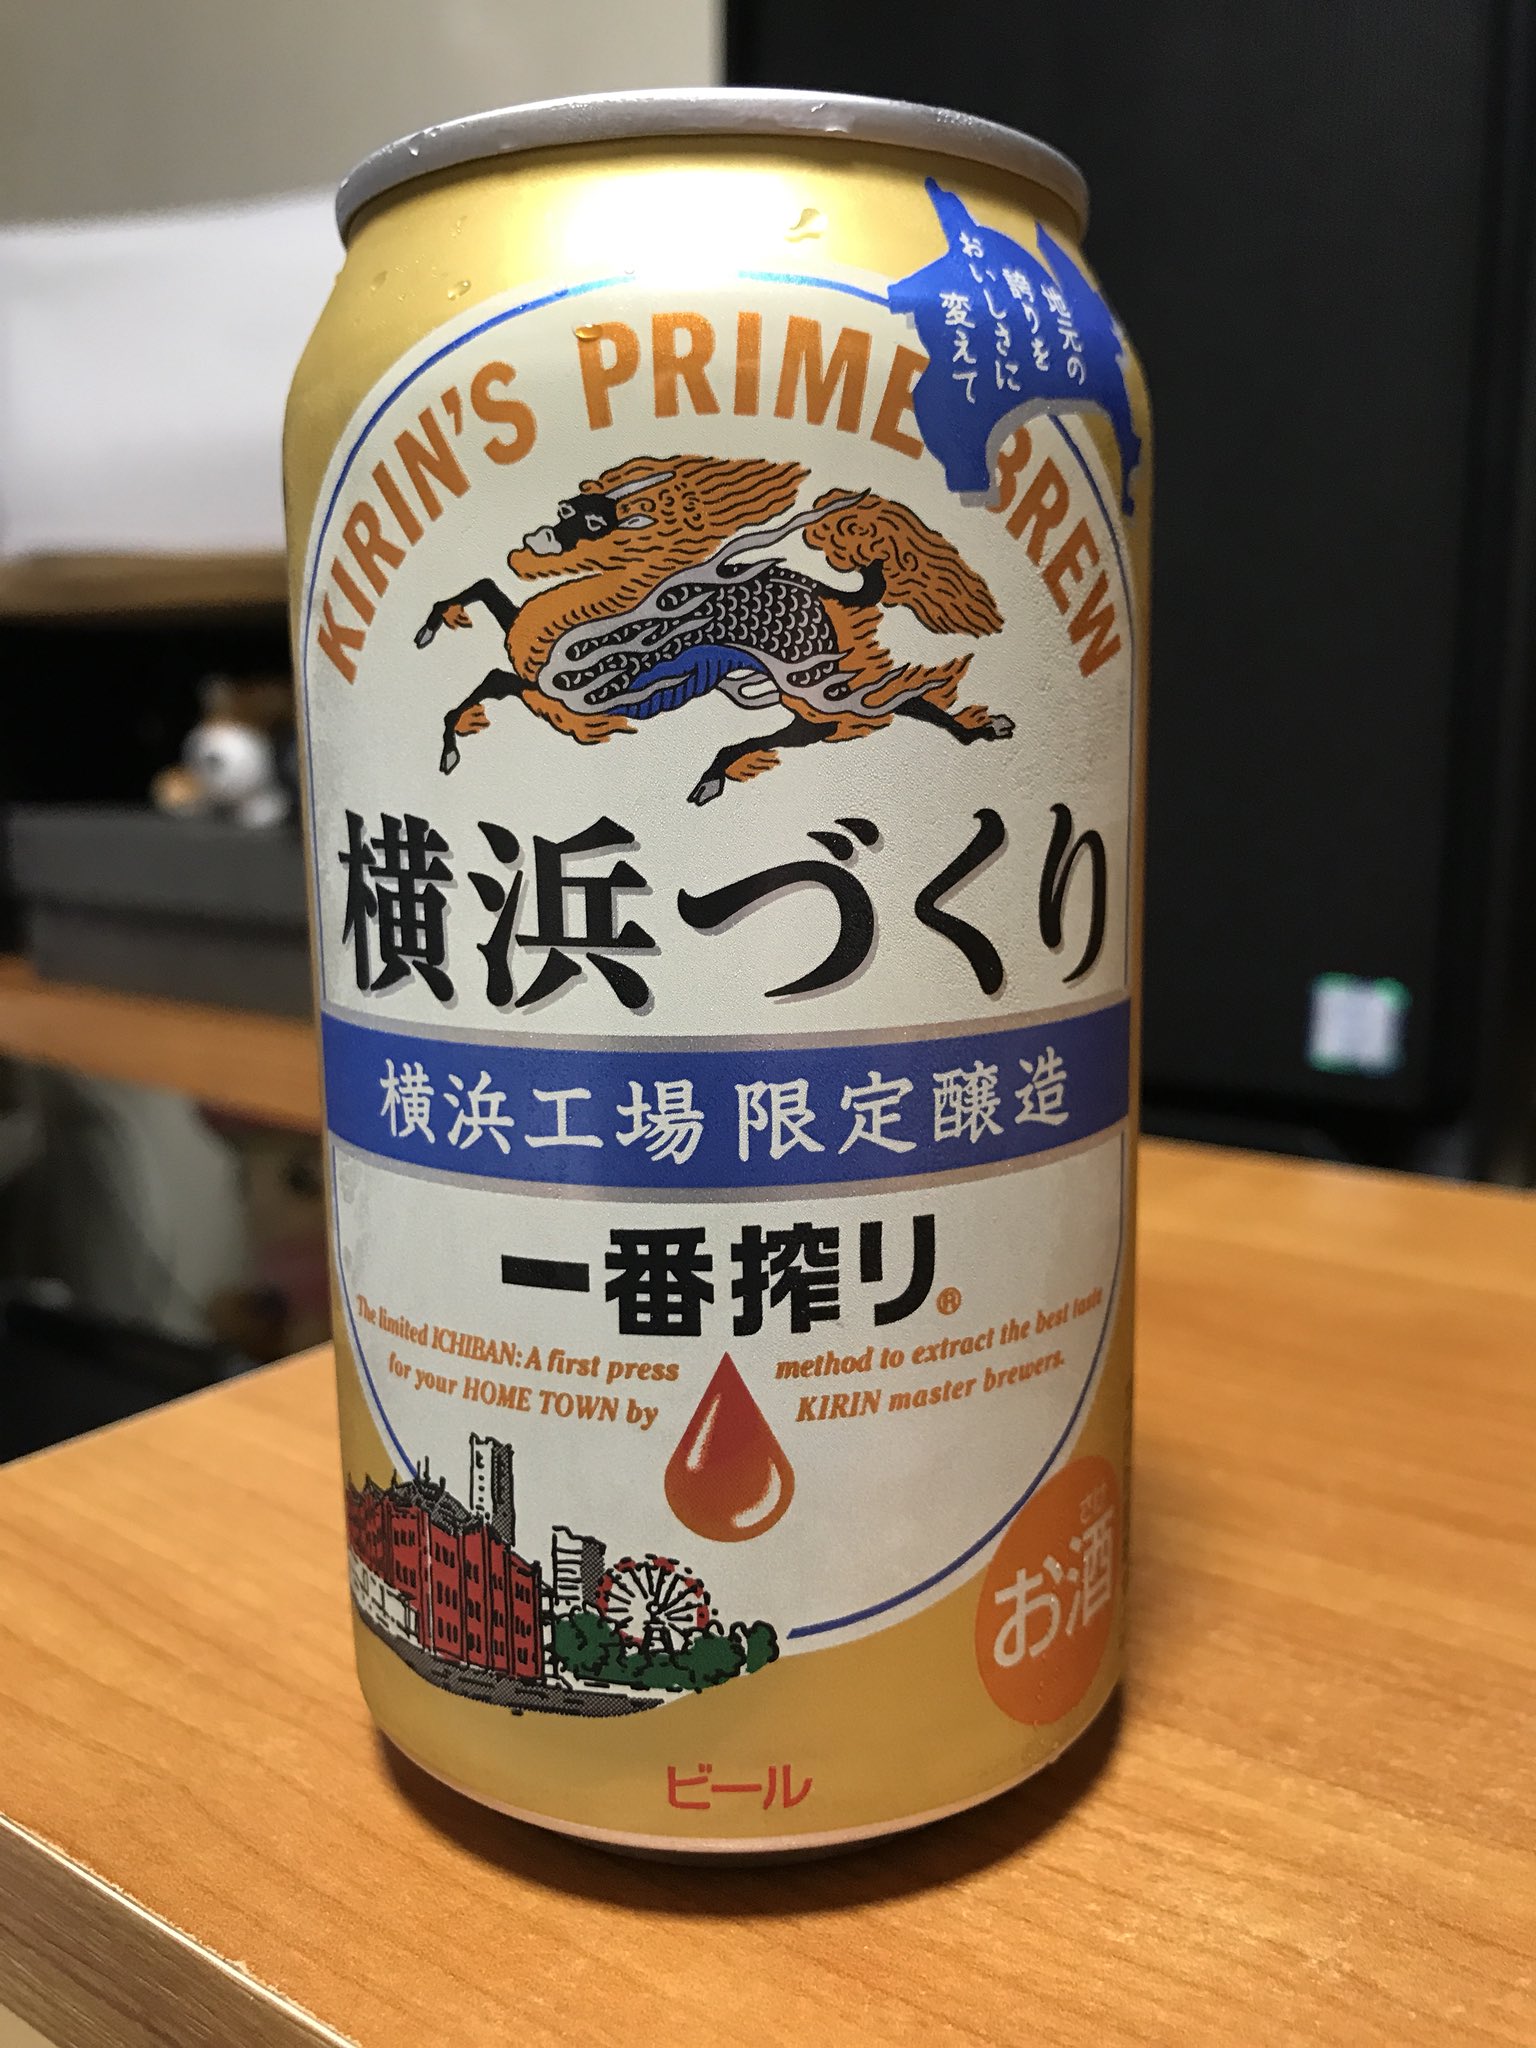 地元の
誇りを
おいしさに
変えて
KIRIN'S PRIME BREW
横浜づくり
横浜工場 限定醸造
一番搾り®
The limited ICHIBAN: A first press method to extract the best taste
for your HOME TOWN by KIRIN master brewers.
さけ
お酒
ビール